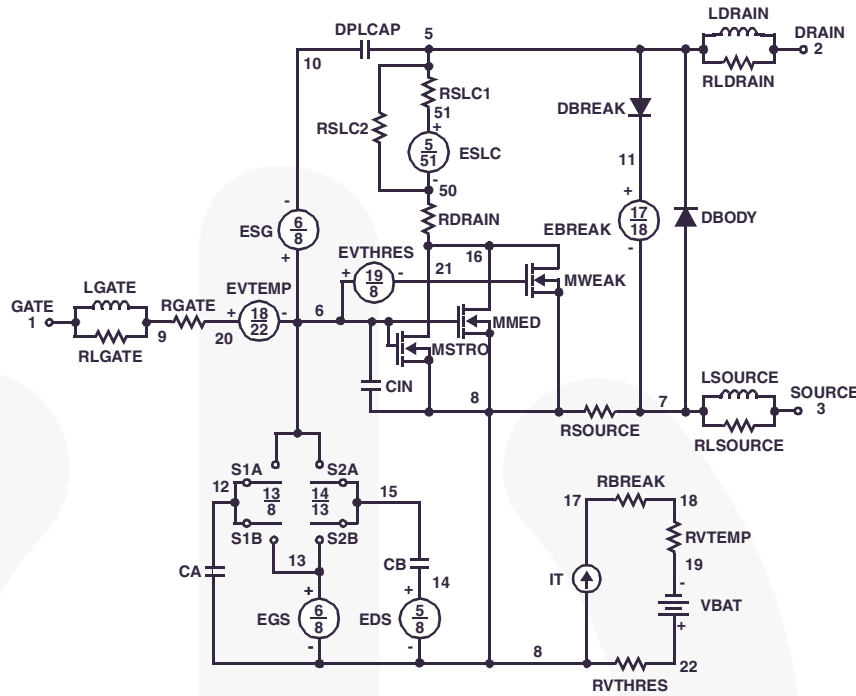 LDRAIN
DPLCAP
5
DRAIN
2
10
RLDRAIN
RSLC1
51
DBREAK
RSLC2
+
5
51
ESLC
-
11
50
-
+
RDRAIN
17
18
EBREAK
DBODY
6
8
ESG
EVTHRES
16
-
+
+
19
8
-
21
MWEAK
LGATE
EVTEMP
GATE
1
RGATE
+
18
22
-
6
MMED
9
20
MSTRO
RLGATE
LSOURCE
CIN
8
7
SOURCE
3
RSOURCE
RLSOURCE
S1A
S2A
12
13
8
14
13
15
RBREAK
17
18
S1B
S2B
RVTEMP
13
CB
19
CA
IT
-
14
+
+
VBAT
EGS
6
8
EDS
5
8
+
-
-
8
22
RVTHRES